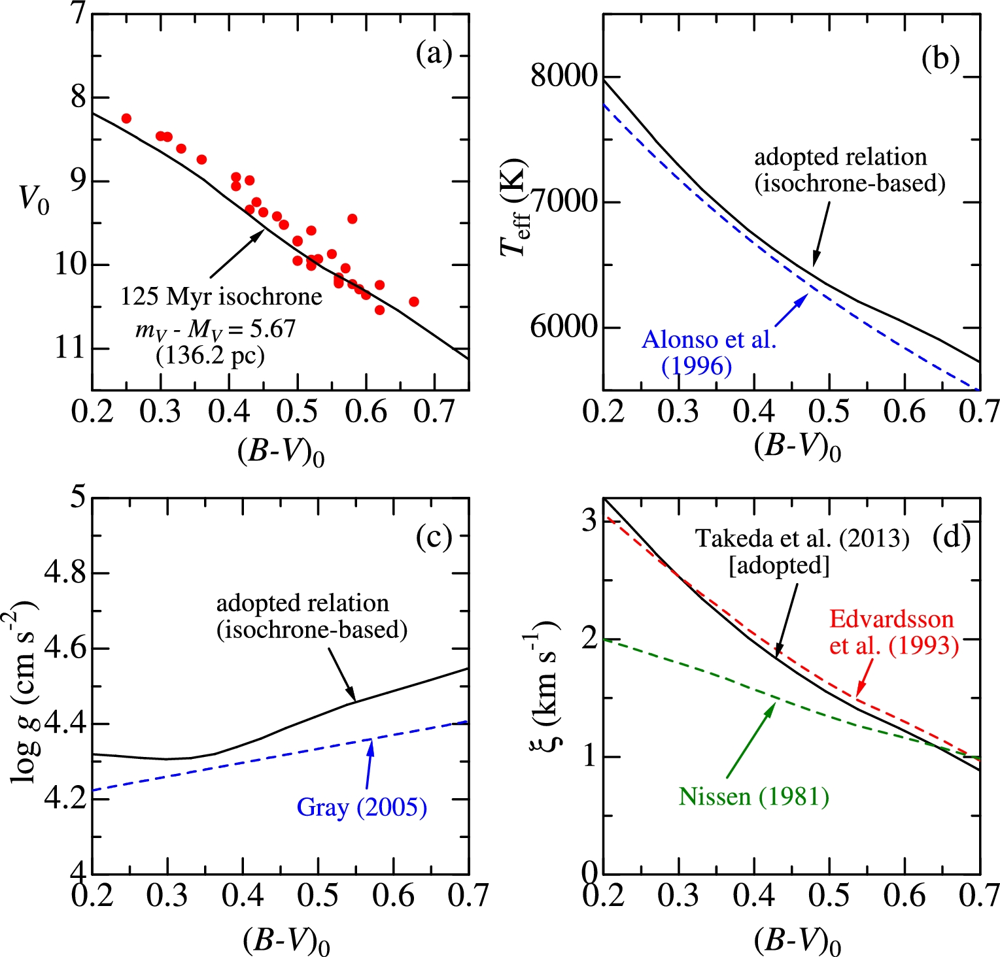 (a)
7
8
9
10
11
V0
125 Myr isochrone
mV - MV = 5.67
(136.2 pc)
0.2 0.3 0.4 0.5 0.6 0.7
(B-V)0
(b)
8000
7000
6000
Teff (K)
adopted relation
(isochrone-based)
Alonso et al.
(1996)
0.2 0.3 0.4 0.5 0.6 0.7
(B-V)0
(c)
5
4.8
4.6
4.4
4.2
4
log g (cm s-2)
adopted relation
(isochrone-based)
Gray (2005)
0.2 0.3 0.4 0.5 0.6 0.7
(B-V)0
(d)
3
2
1
0
ξ (km s-1)
Takeda et al. (2013)
[adopted]
Edvardsson
et al. (1993)
Nissen (1981)
0.2 0.3 0.4 0.5 0.6 0.7
(B-V)0